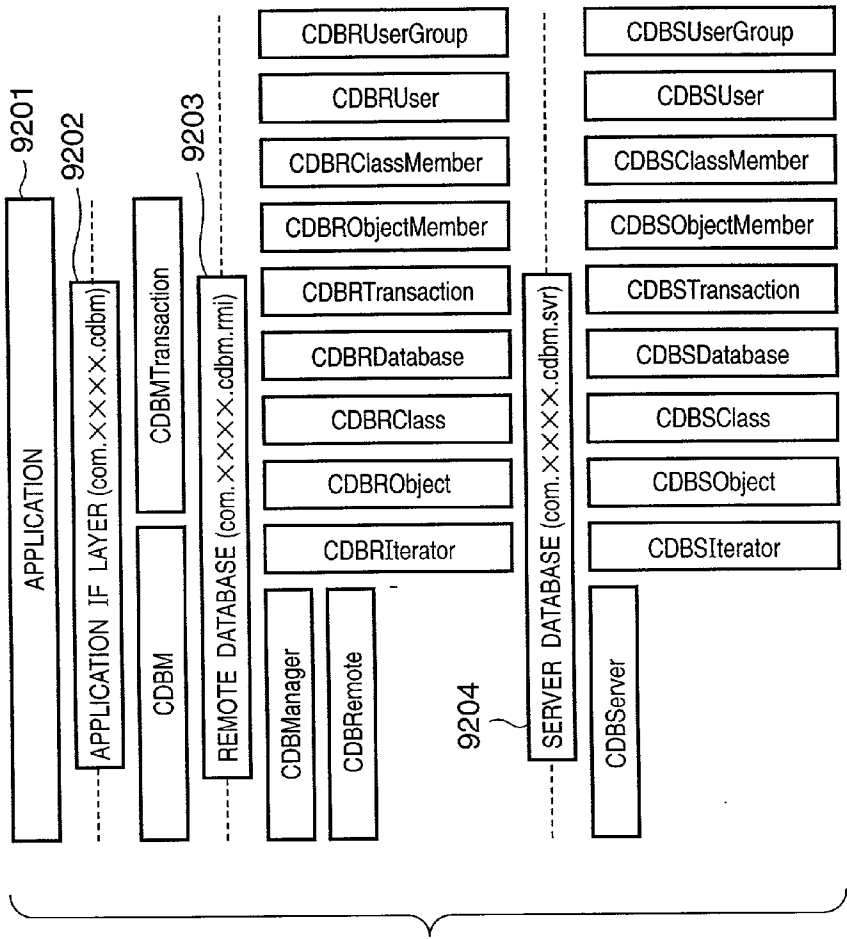 9201
APPLICATION
9202
APPLICATION IF LAYER (com.××××.cdbm)
CDBM
CDBMTransaction
9203
REMOTE DATABASE (com.××××.cdbm.rmi)
CDBManager
CDBRemote
CDBRIterator
CDBRObject
CDBRClass
CDBRDatabase
CDBRTransaction
CDBRObjectMember
CDBRClassMember
CDBRUser
CDBRUserGroup
9204
SERVER DATABASE (com.××××.cdbm.svr)
CDBServer
CDBSIterator
CDBSObject
CDBSClass
CDBSDatabase
CDBSTransaction
CDBSObjectMember
CDBSClassMember
CDBSUser
CDBSUserGroup